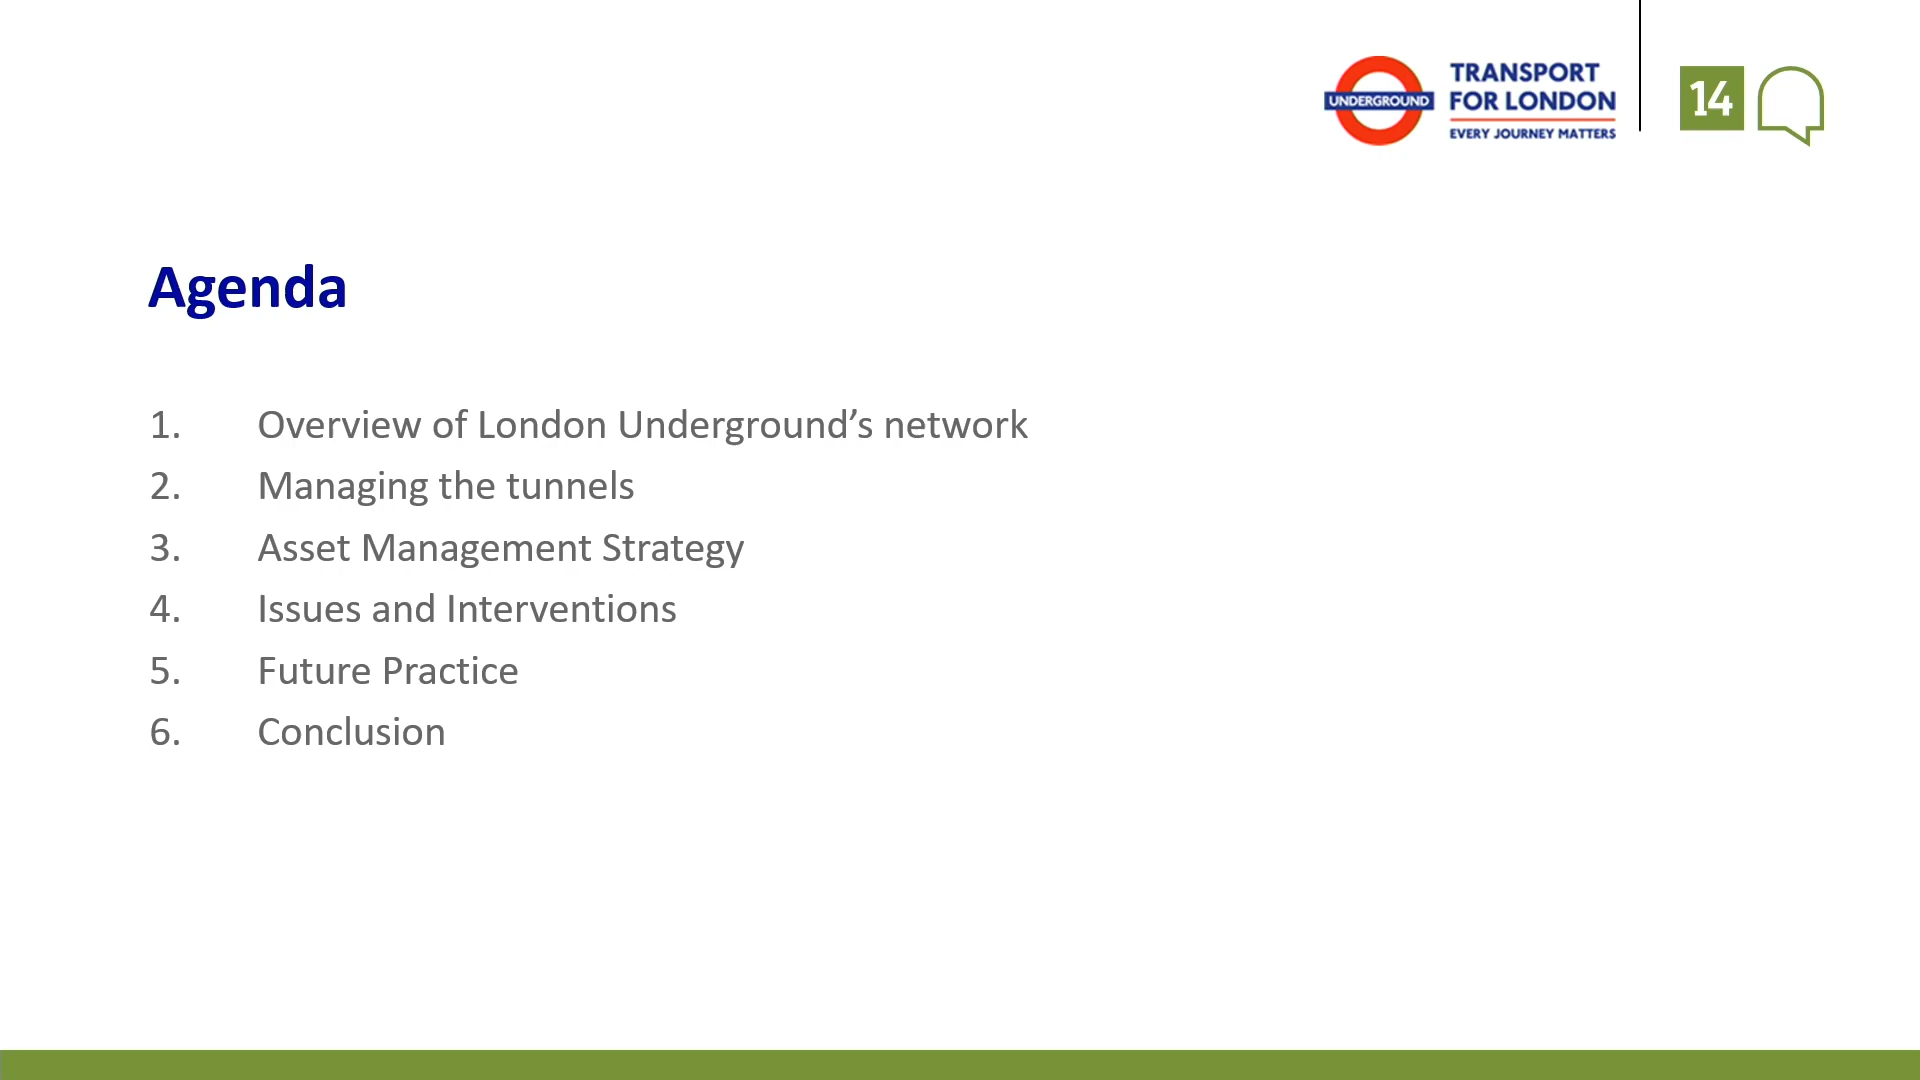 UNDERGROUND
TRANSPORT
FOR LONDON
EVERY JOURNEY MATTERS
14
Agenda
1. Overview of London Underground’s network
2. Managing the tunnels
3. Asset Management Strategy
4. Issues and Interventions
5. Future Practice
6. Conclusion